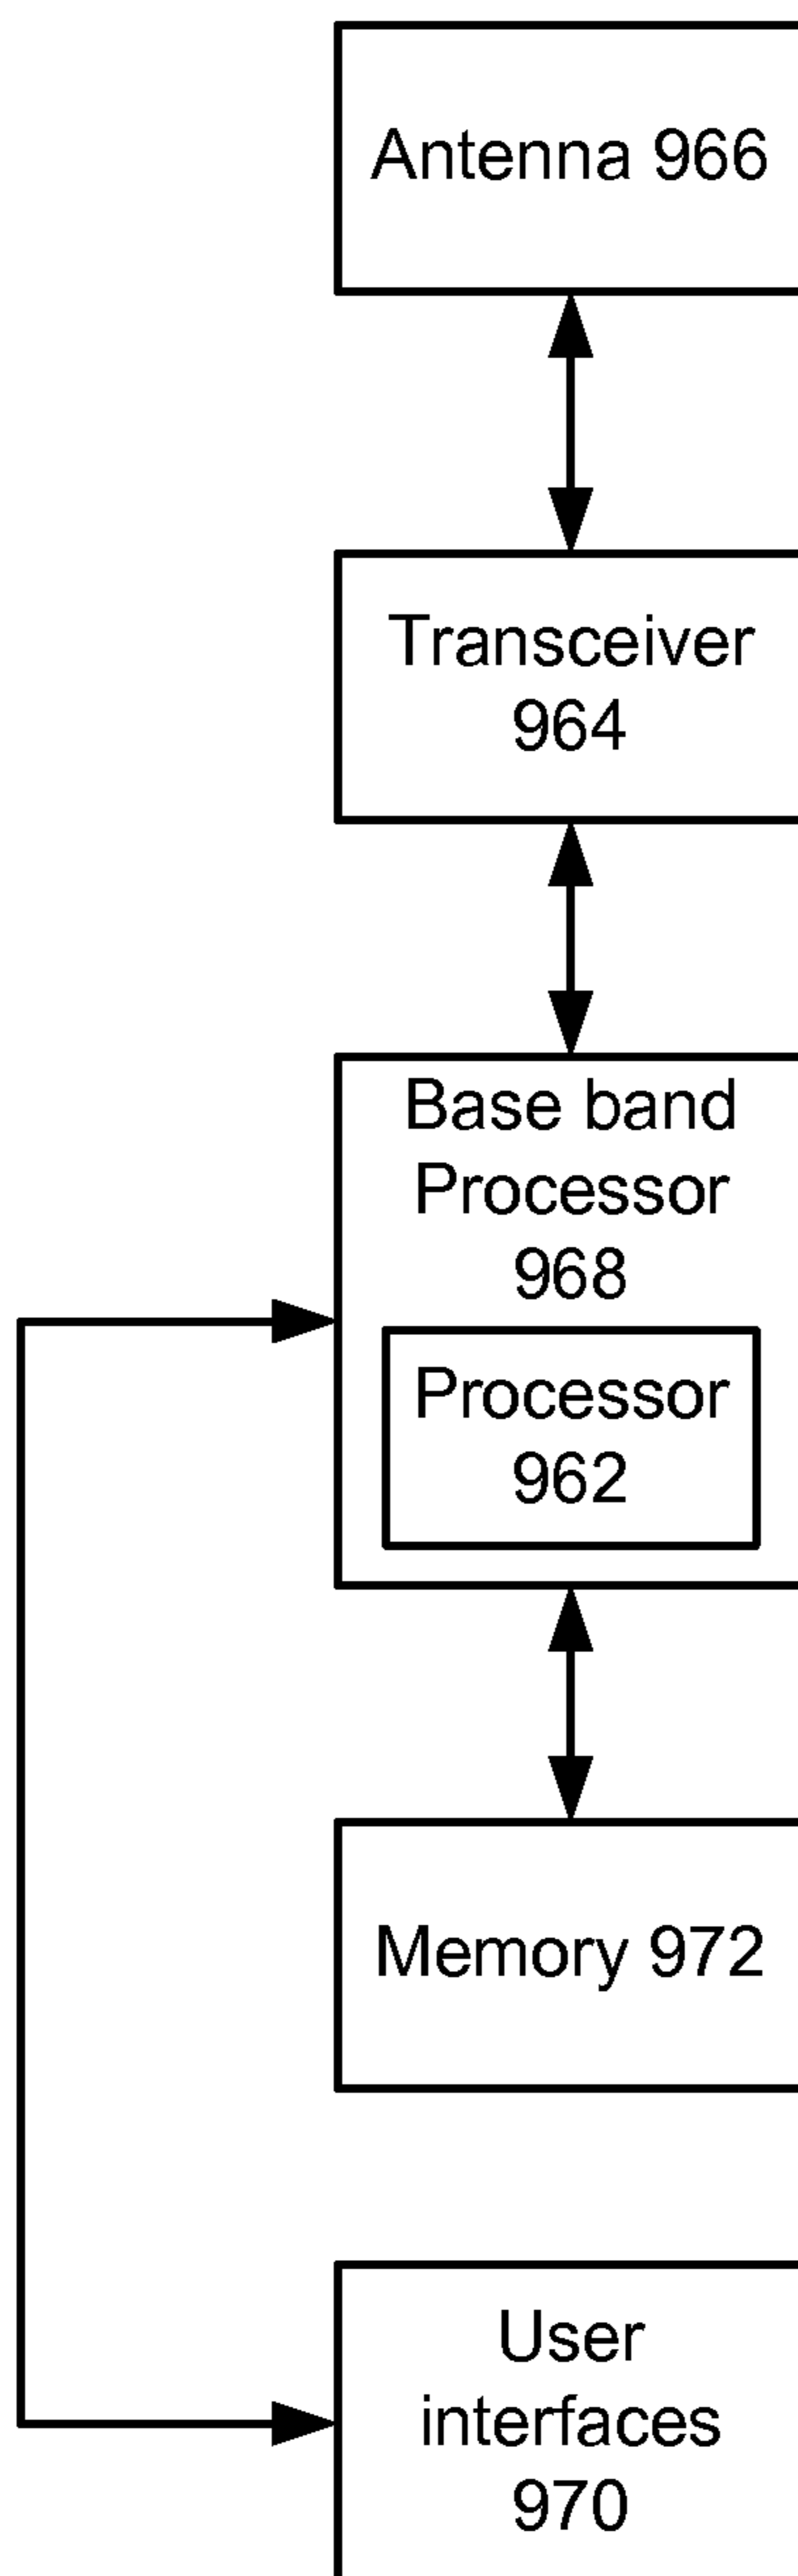 Antenna 966
Transceiver
964
Base band
Processor
968
Processor
962
Memory 972
User
interfaces
970